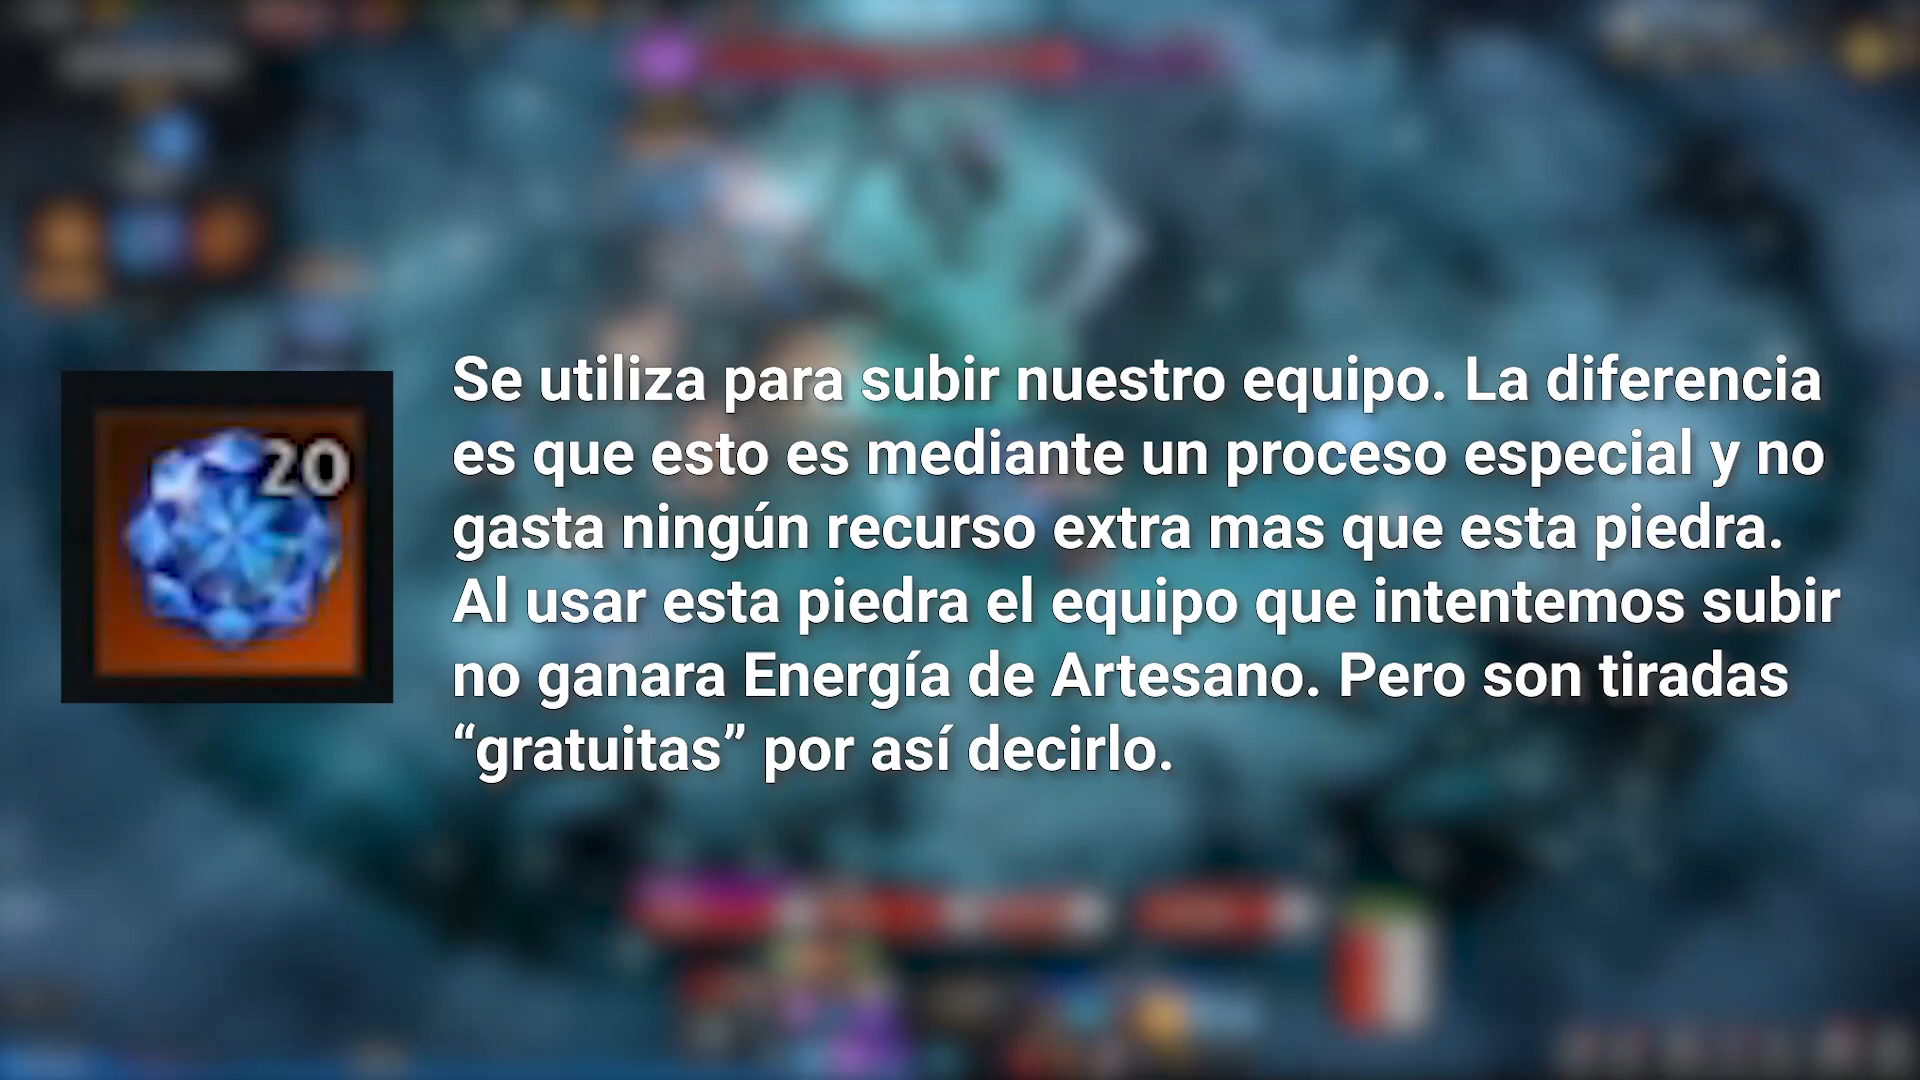 20
Se utiliza para subir nuestro equipo. La diferencia
es que esto es mediante un proceso especial y no
gasta ningún recurso extra mas que esta piedra.
Al usar esta piedra el equipo que intentemos subir
no ganara Energía de Artesano. Pero son tiradas
“gratuitas” por así decirlo.